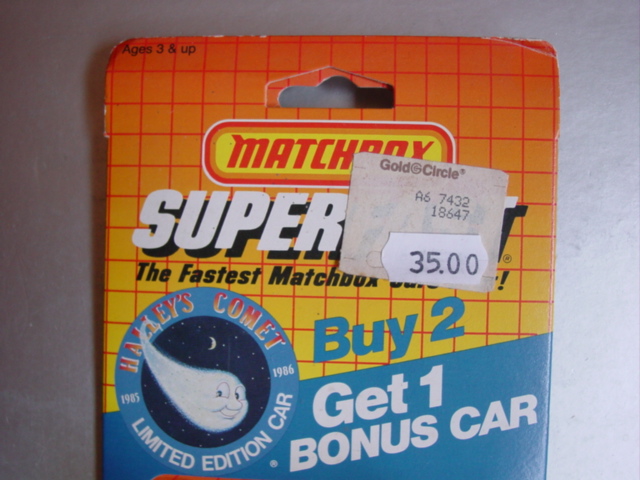 Ages 3 & up
MATCHBOX
Gold Circle®
A6 7432
18647
35.00
SUPER
The Fastest Matchbox
HALLEY'S COMET
1985
1986
LIMITED EDITION CAR
Buy 2
Get 1
BONUS CAR